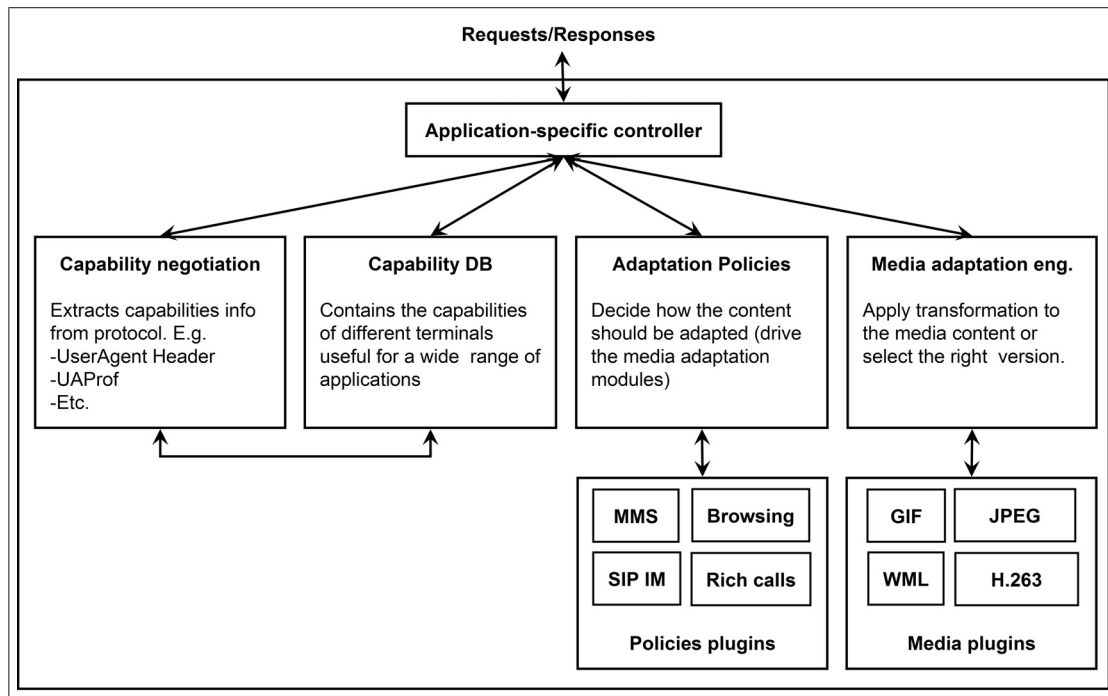 Requests/Responses
Application-specific controller
Capability negotiation
Extracts capabilities info
from protocol. E.g.
-UserAgent Header
-UAProf
-Etc.
Capability DB
Contains the capabilities
of different terminals
useful for a wide range of
applications
Adaptation Policies
Decide how the content
should be adapted (drive
the media adaptation
modules)
Media adaptation eng.
Apply transformation to
the media content or
select the right version.
MMS
Browsing
SIP IM
Rich calls
Policies plugins
GIF
JPEG
WML
H.263
Media plugins